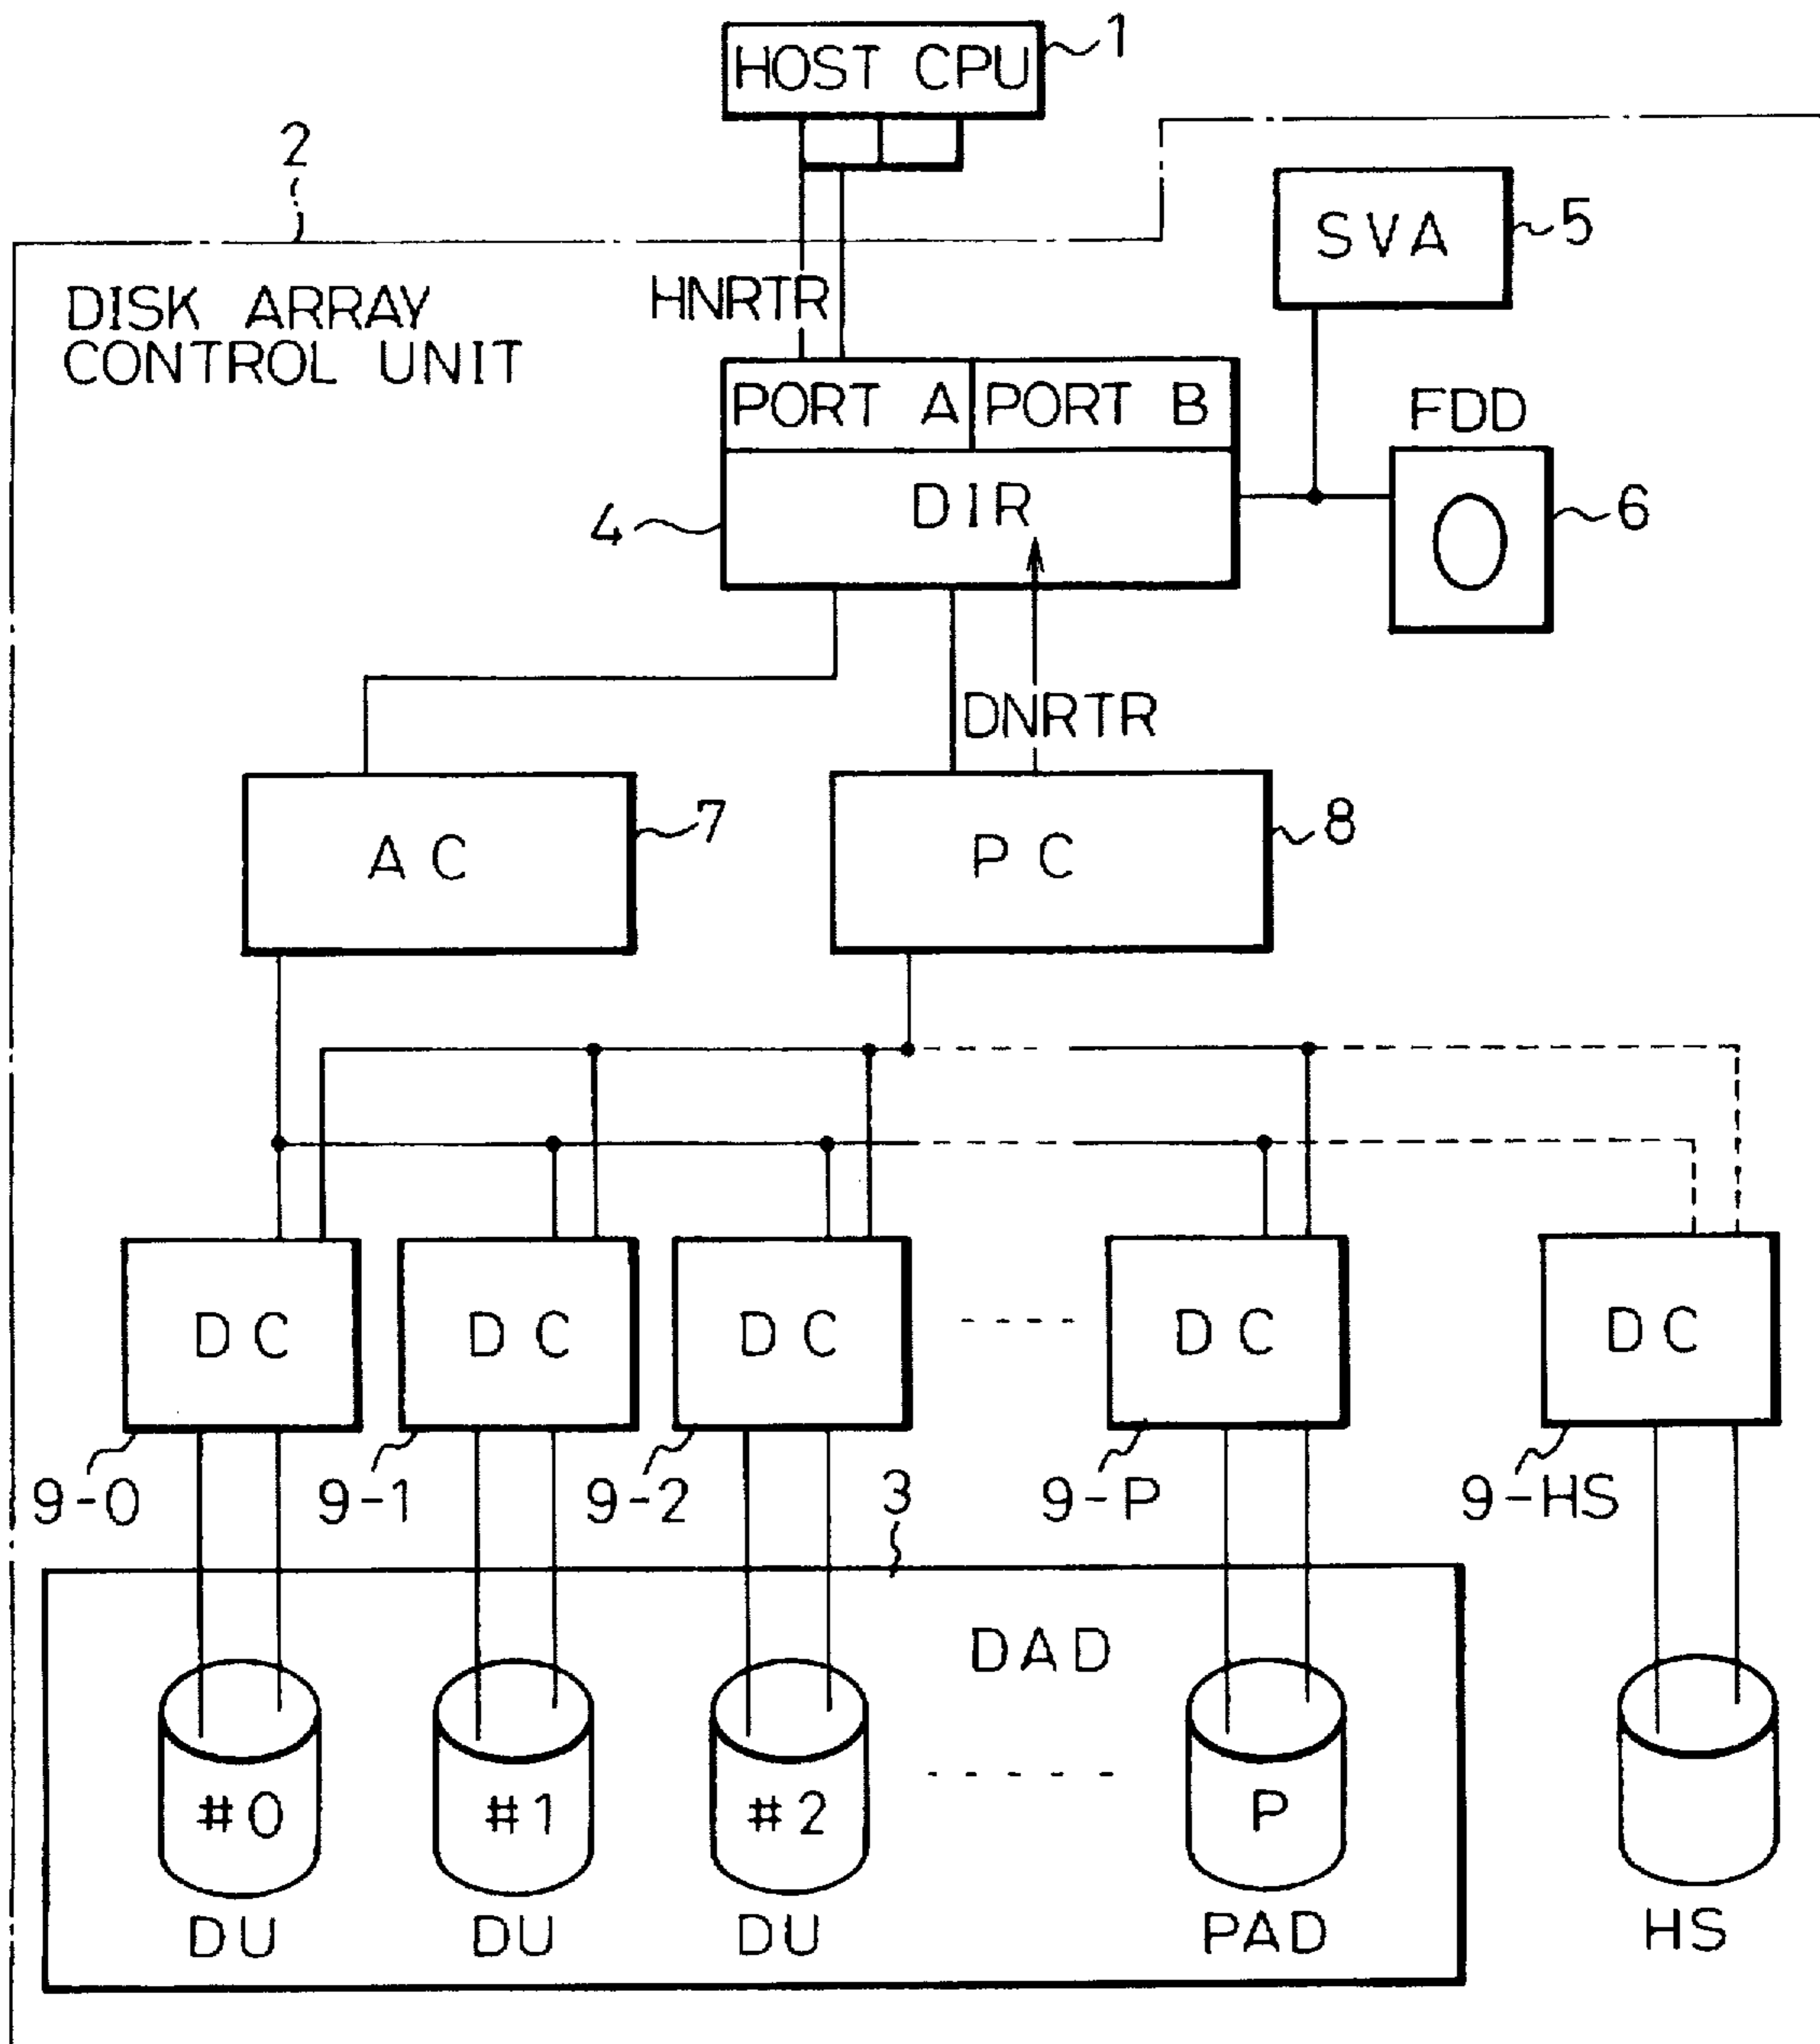 HOST CPU
1
2
SVA
5
DISK ARRAY
CONTROL UNIT
HNRTR
PORT A
PORT B
FDD
DIR
4
6
DNRTR
AC
7
PC
8
DC
DC
DC
DC
DC
9-0
9-1
9-2
3
9-P
9-HS
DAD
#0
#1
#2
P
DU
DU
DU
PAD
HS